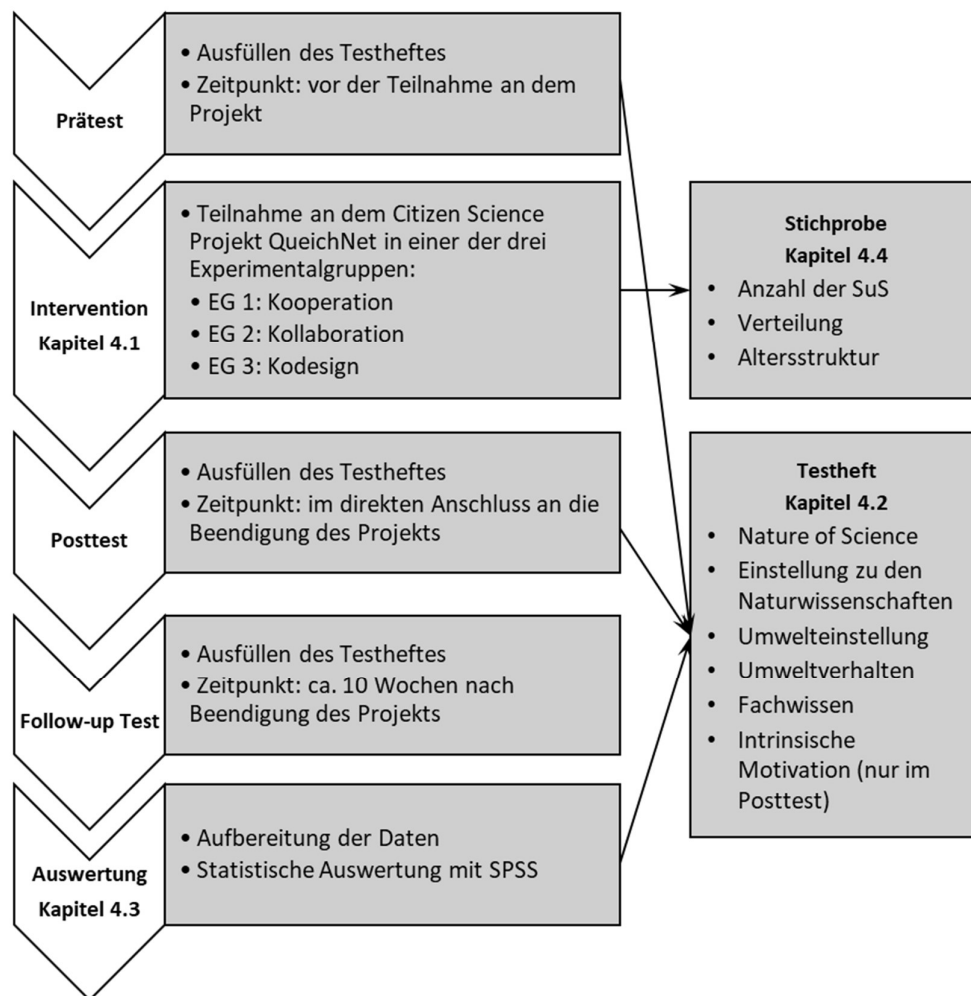 Prätest
• Ausfüllen des Testheftes
• Zeitpunkt: vor der Teilnahme an dem
Projekt
Intervention
Kapitel 4.1
• Teilnahme an dem Citizen Science
Projekt QueichNet in einer der drei
Experimentalgruppen:
• EG 1: Kooperation
• EG 2: Kollaboration
• EG 3: Kodesign
Stichprobe
Kapitel 4.4
• Anzahl der SuS
• Verteilung
• Altersstruktur
Posttest
• Ausfüllen des Testheftes
• Zeitpunkt: im direkten Anschluss an die
Beendigung des Projekts
Follow-up Test
• Ausfüllen des Testheftes
• Zeitpunkt: ca. 10 Wochen nach
Beendigung des Projekts
Testheft
Kapitel 4.2
• Nature of Science
• Einstellung zu den
Naturwissenschaften
• Umwelteinstellung
• Umweltverhalten
• Fachwissen
• Intrinsische
Motivation (nur im
Posttest)
Auswertung
Kapitel 4.3
• Aufbereitung der Daten
• Statistische Auswertung mit SPSS